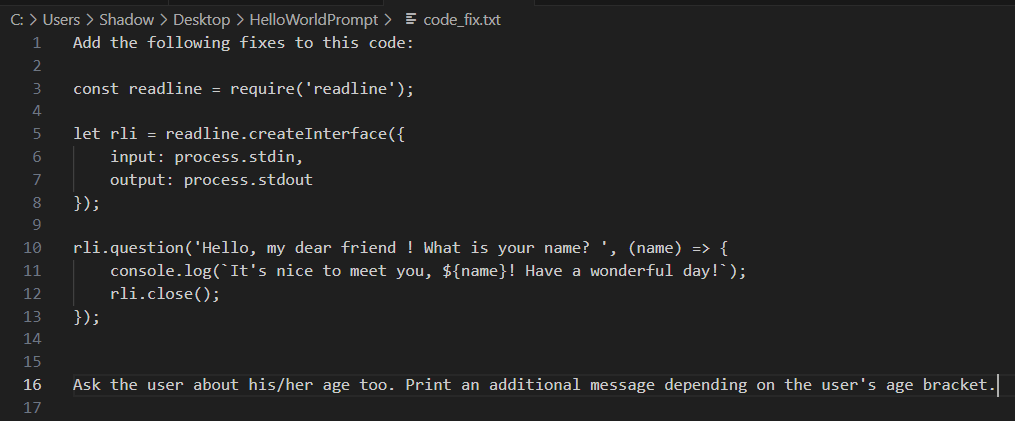 C: > Users > Shadow > Desktop > HelloWorldPrompt > code_fix.txt
1 Add the following fixes to this code:
2
3 const readline = require('readline');
4
5 let rli = readline.createInterface({
6     input: process.stdin,
7     output: process.stdout
8 });
9
10 rli.question('Hello, my dear friend ! What is your name? ', (name) => {
11     console.log(`It's nice to meet you, ${name}! Have a wonderful day!`);
12     rli.close();
13 });
14
15
16 Ask the user about his/her age too. Print an additional message depending on the user's age bracket.
17